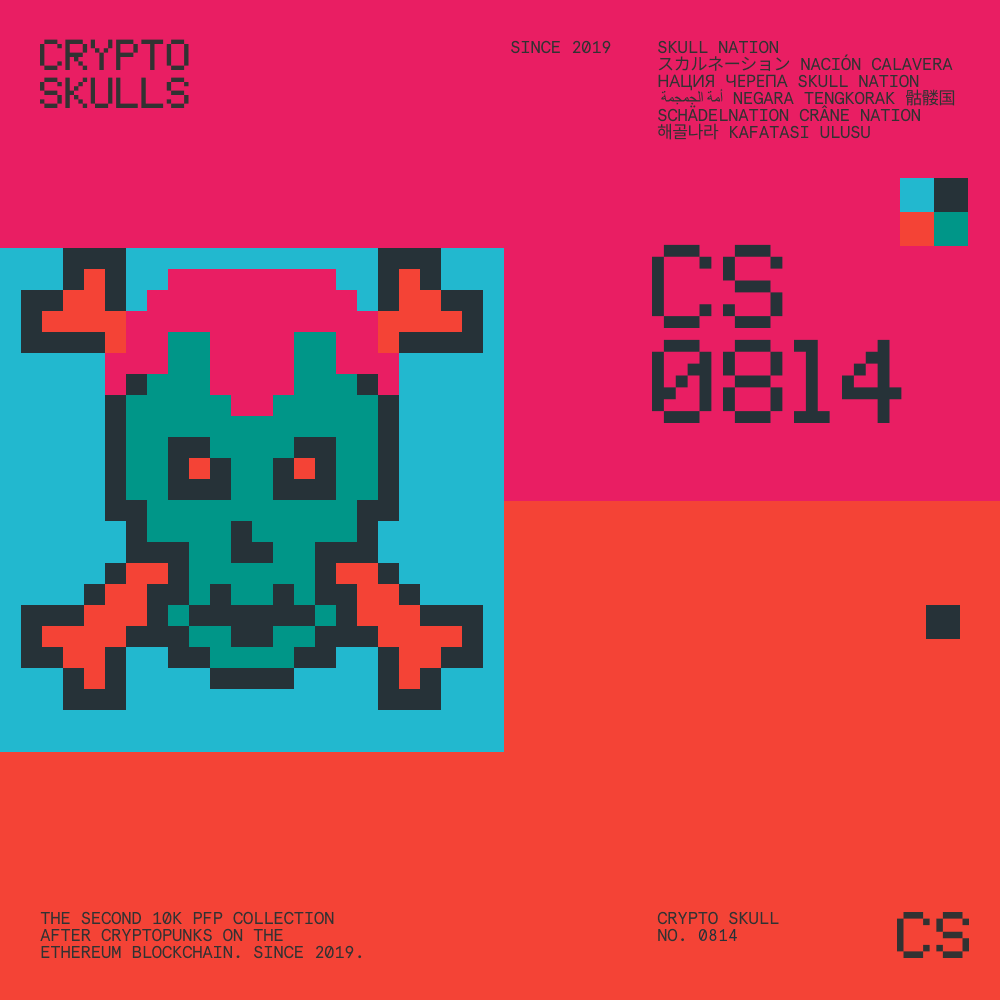 CRYPTO
SKULLS
SINCE 2019
SKULL NATION
スカルネーション NACIÓN CALAVERA
НАЦИЯ ЧЕРЕПА SKULL NATION
أمة الجمجمة NEGARA TENGKORAK 骷髅国
SCHÄDELNATION CRÂNE NATION
해골나라 KAFATASI ULUSU
CS
0814
THE SECOND 10K PFP COLLECTION
AFTER CRYPTOPUNKS ON THE
ETHEREUM BLOCKCHAIN. SINCE 2019.
CRYPTO SKULL
NO. 0814
CS